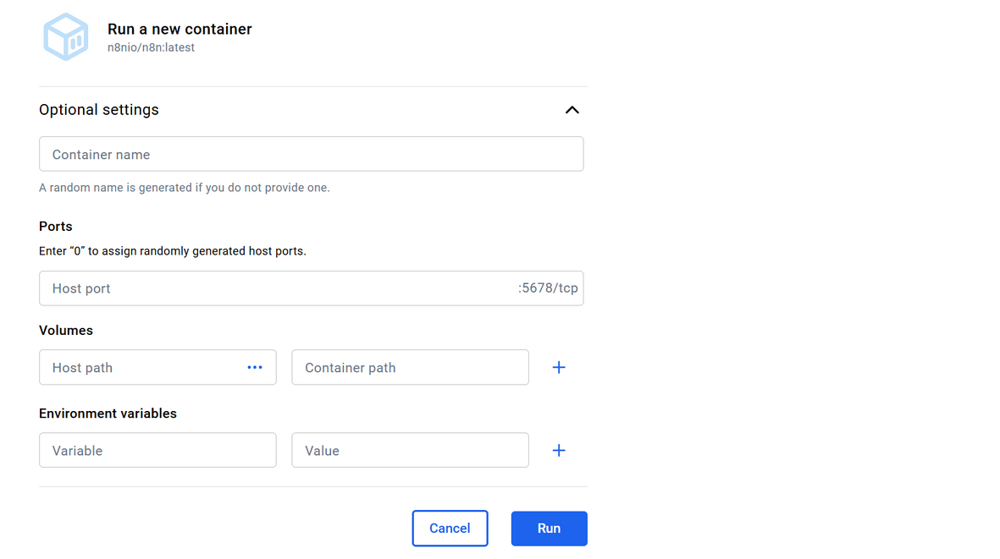 Run a new container
n8nio/n8n:latest
Optional settings
Container name
A random name is generated if you do not provide one.
Ports
Enter “0” to assign randomly generated host ports.
Host port :5678/tcp
Volumes
Host path ••• Container path +
Environment variables
Variable Value +
Cancel Run